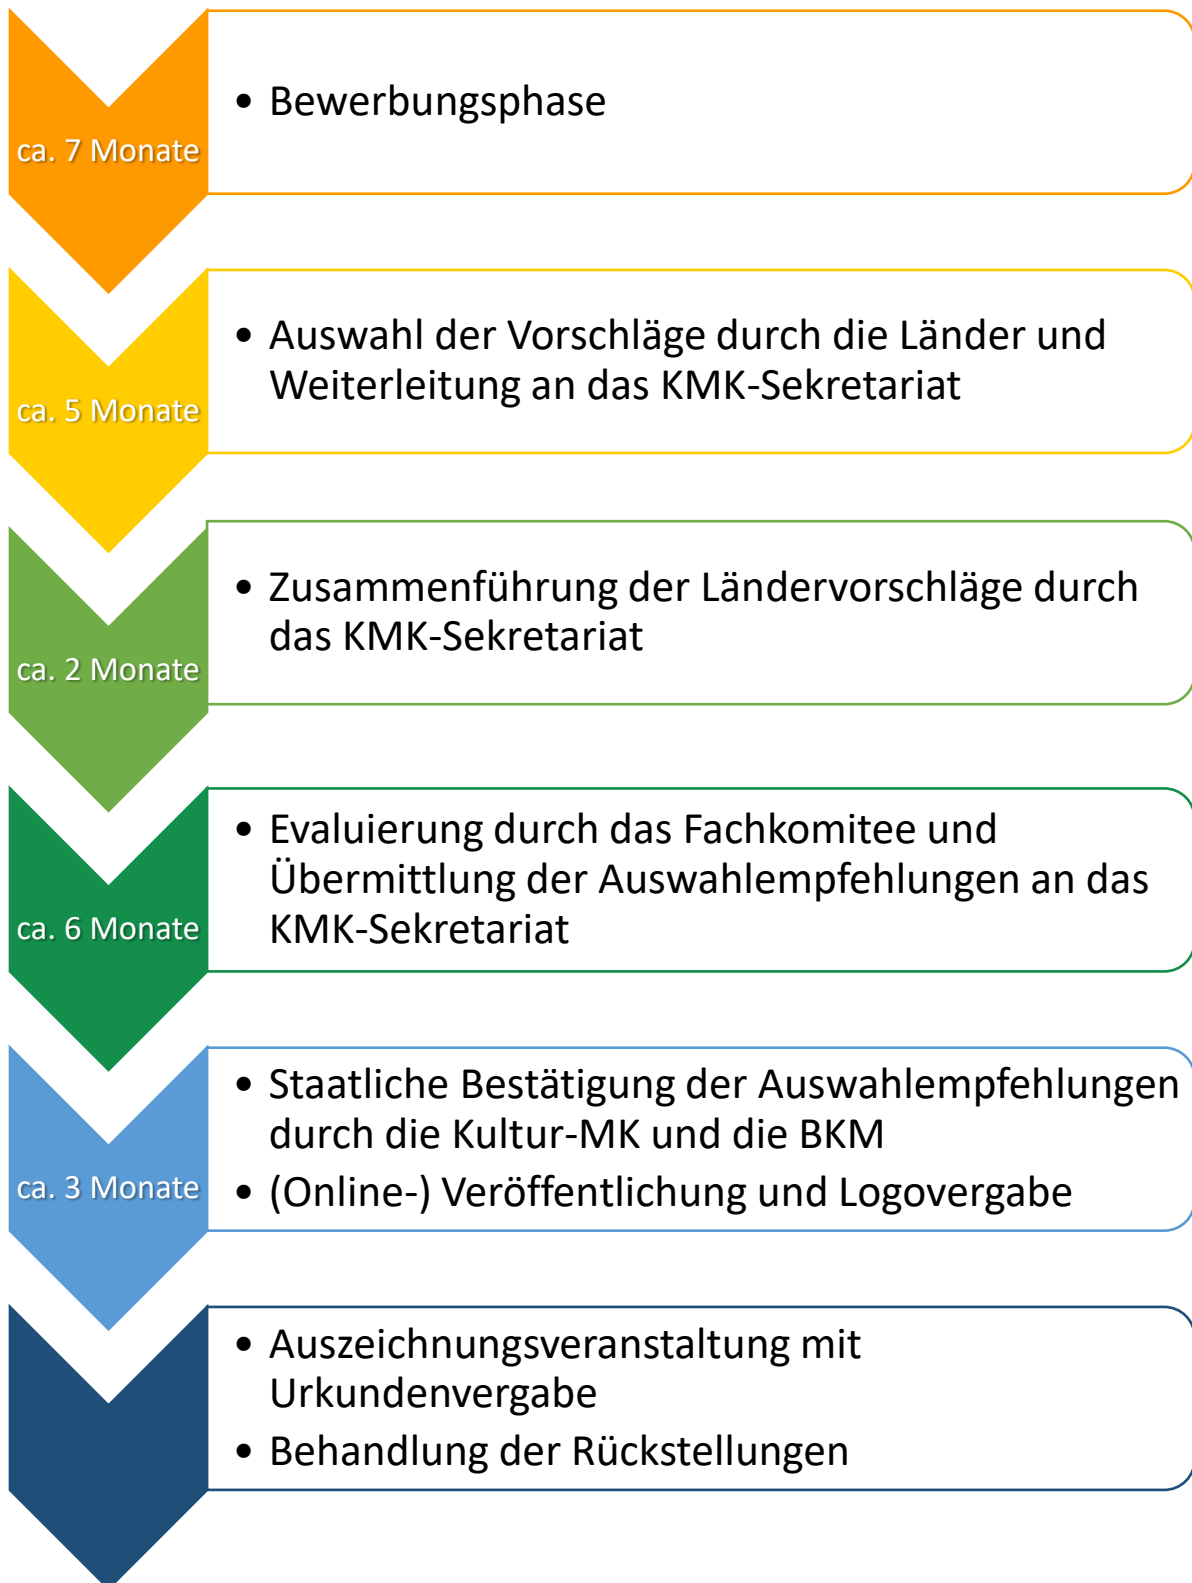 ca. 7 Monate
• Bewerbungsphase
ca. 5 Monate
• Auswahl der Vorschläge durch die Länder und
Weiterleitung an das KMK-Sekretariat
ca. 2 Monate
• Zusammenführung der Ländervorschläge durch
das KMK-Sekretariat
ca. 6 Monate
• Evaluierung durch das Fachkomitee und
Übermittlung der Auswahlempfehlungen an das
KMK-Sekretariat
ca. 3 Monate
• Staatliche Bestätigung der Auswahlempfehlungen
durch die Kultur-MK und die BKM
• (Online-) Veröffentlichung und Logovergabe
• Auszeichnungsveranstaltung mit
Urkundenvergabe
• Behandlung der Rückstellungen